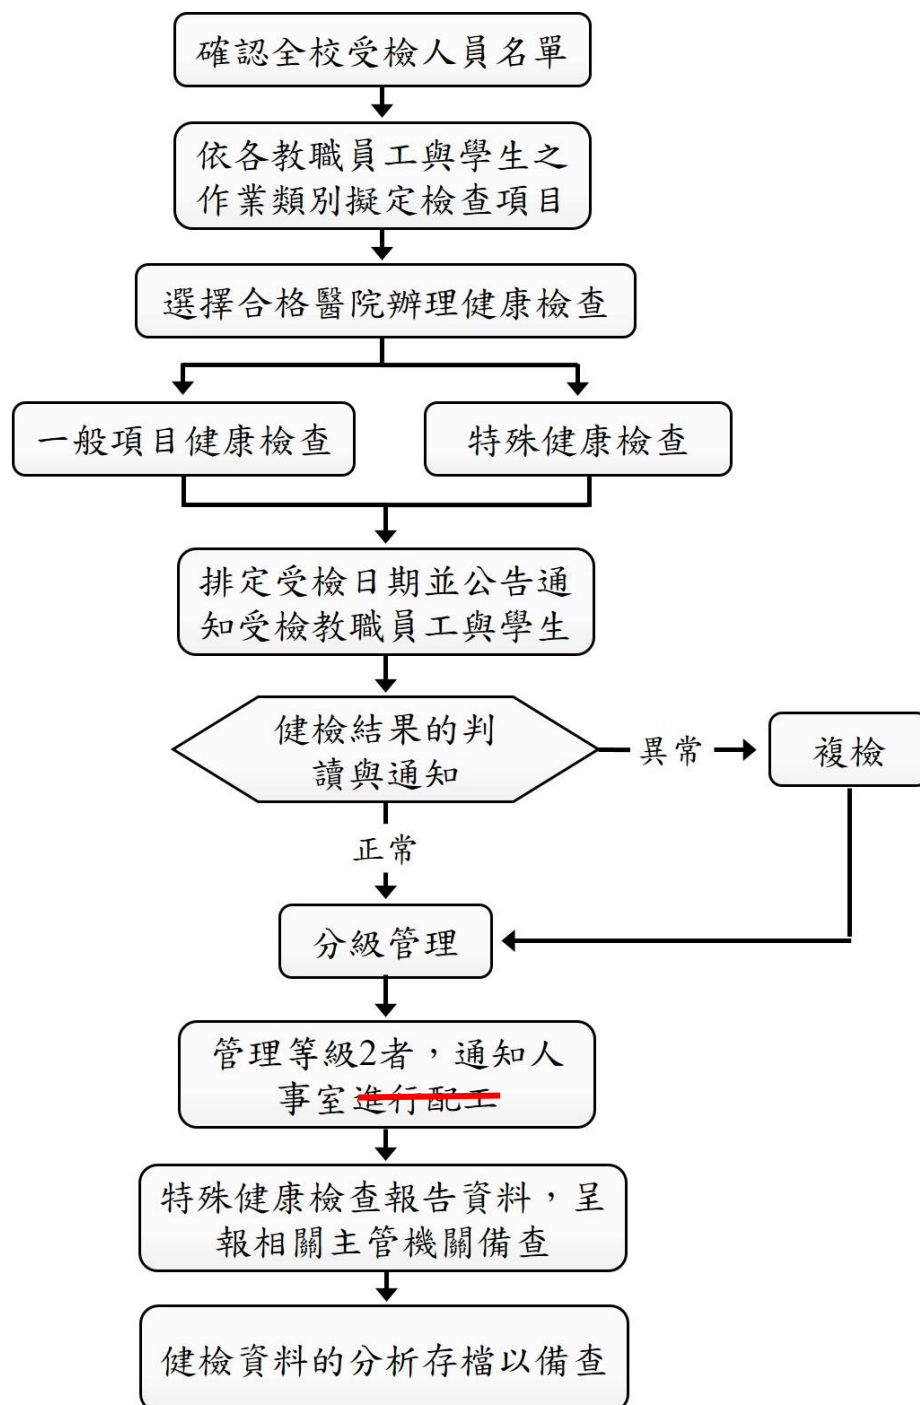 確認全校受檢人員名單
依各教職員工與學生之
作業類別擬定檢查項目
選擇合格醫院辦理健康檢查
一般項目健康檢查
特殊健康檢查
排定受檢日期並公告通
知受檢教職員工與學生
健檢結果的判
讀與通知
異常
複檢
正常
分級管理
管理等級2者，通知人
事室進行配工
特殊健康檢查報告資料，呈
報相關主管機關備查
健檢資料的分析存檔以備查